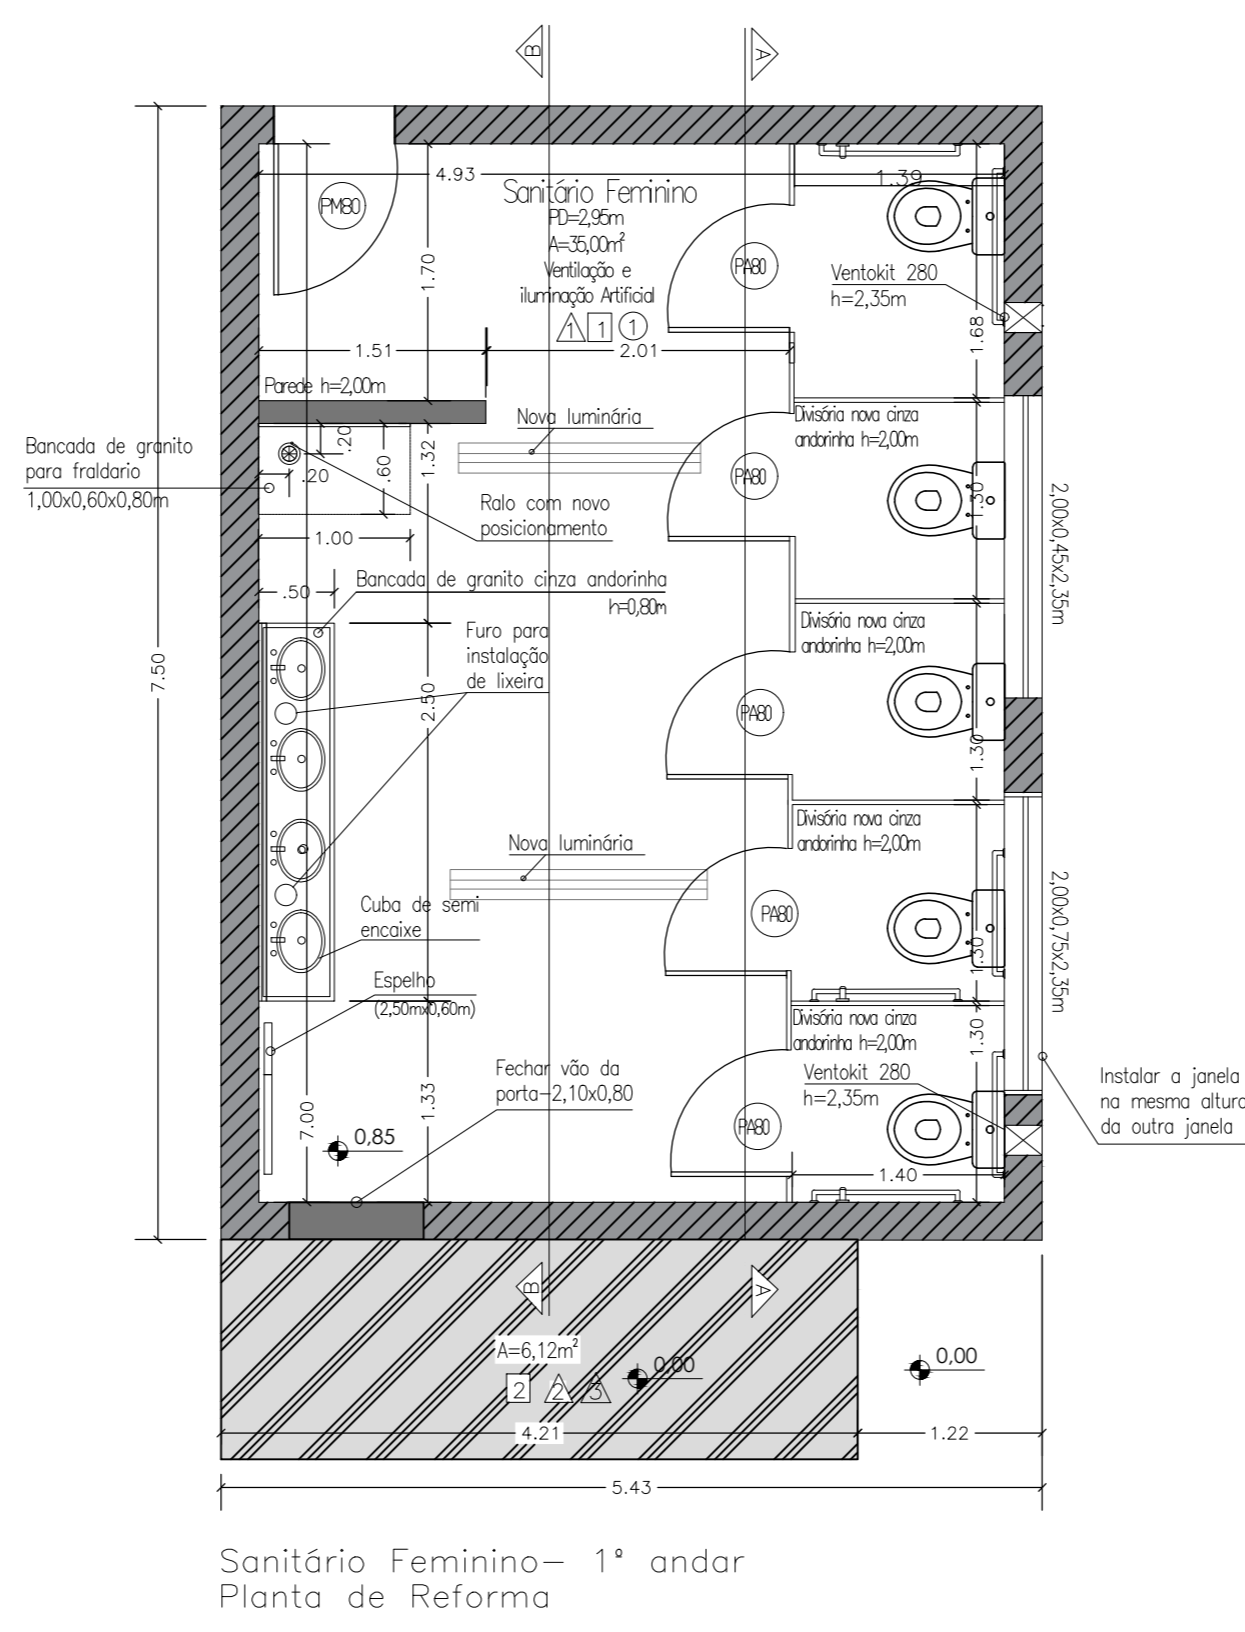 B
A
4.93
Sanitário Feminino
PD=2,95m
A=35,00m²
Ventilação e
iluminação Artificial
1 1 1
PM80
1.39
PA80
Ventokit 280
h=2,35m
1.70
1.68
1.51
2.01
Parede h=2,00m
Nova luminária
Divisória nova cinza
andorinha h=2,00m
Bancada de granito
para fraldario
1,00x0,60x0,80m
.20
.20
.60
1.32
PA80
Ralo com novo
posicionamento
1.30
2,00x0,45x2,35m
1.00
.50
Bancada de granito cinza andorinha
h=0,80m
Furo para
instalação
de lixeira
Divisória nova cinza
andorinha h=2,00m
7.50
2.50
PA80
1.30
Nova luminária
Divisória nova cinza
andorinha h=2,00m
Cuba de semi
encaixe
PA80
1.30
2,00x0,75x2,35m
Espelho
(2,50mx0,60m)
Divisória nova cinza
andorinha h=2,00m
1.30
Fechar vão da
porta-2,10x0,80
Ventokit 280
h=2,35m
Instalar a janela
na mesma altura
da outra janela
7.00
1.33
0,85
PA80
1.40
B
A
A=6,12m²
2 2 3
0,00
0,00
4.21
1.22
5.43
Sanitário Feminino- 1º andar
Planta de Reforma